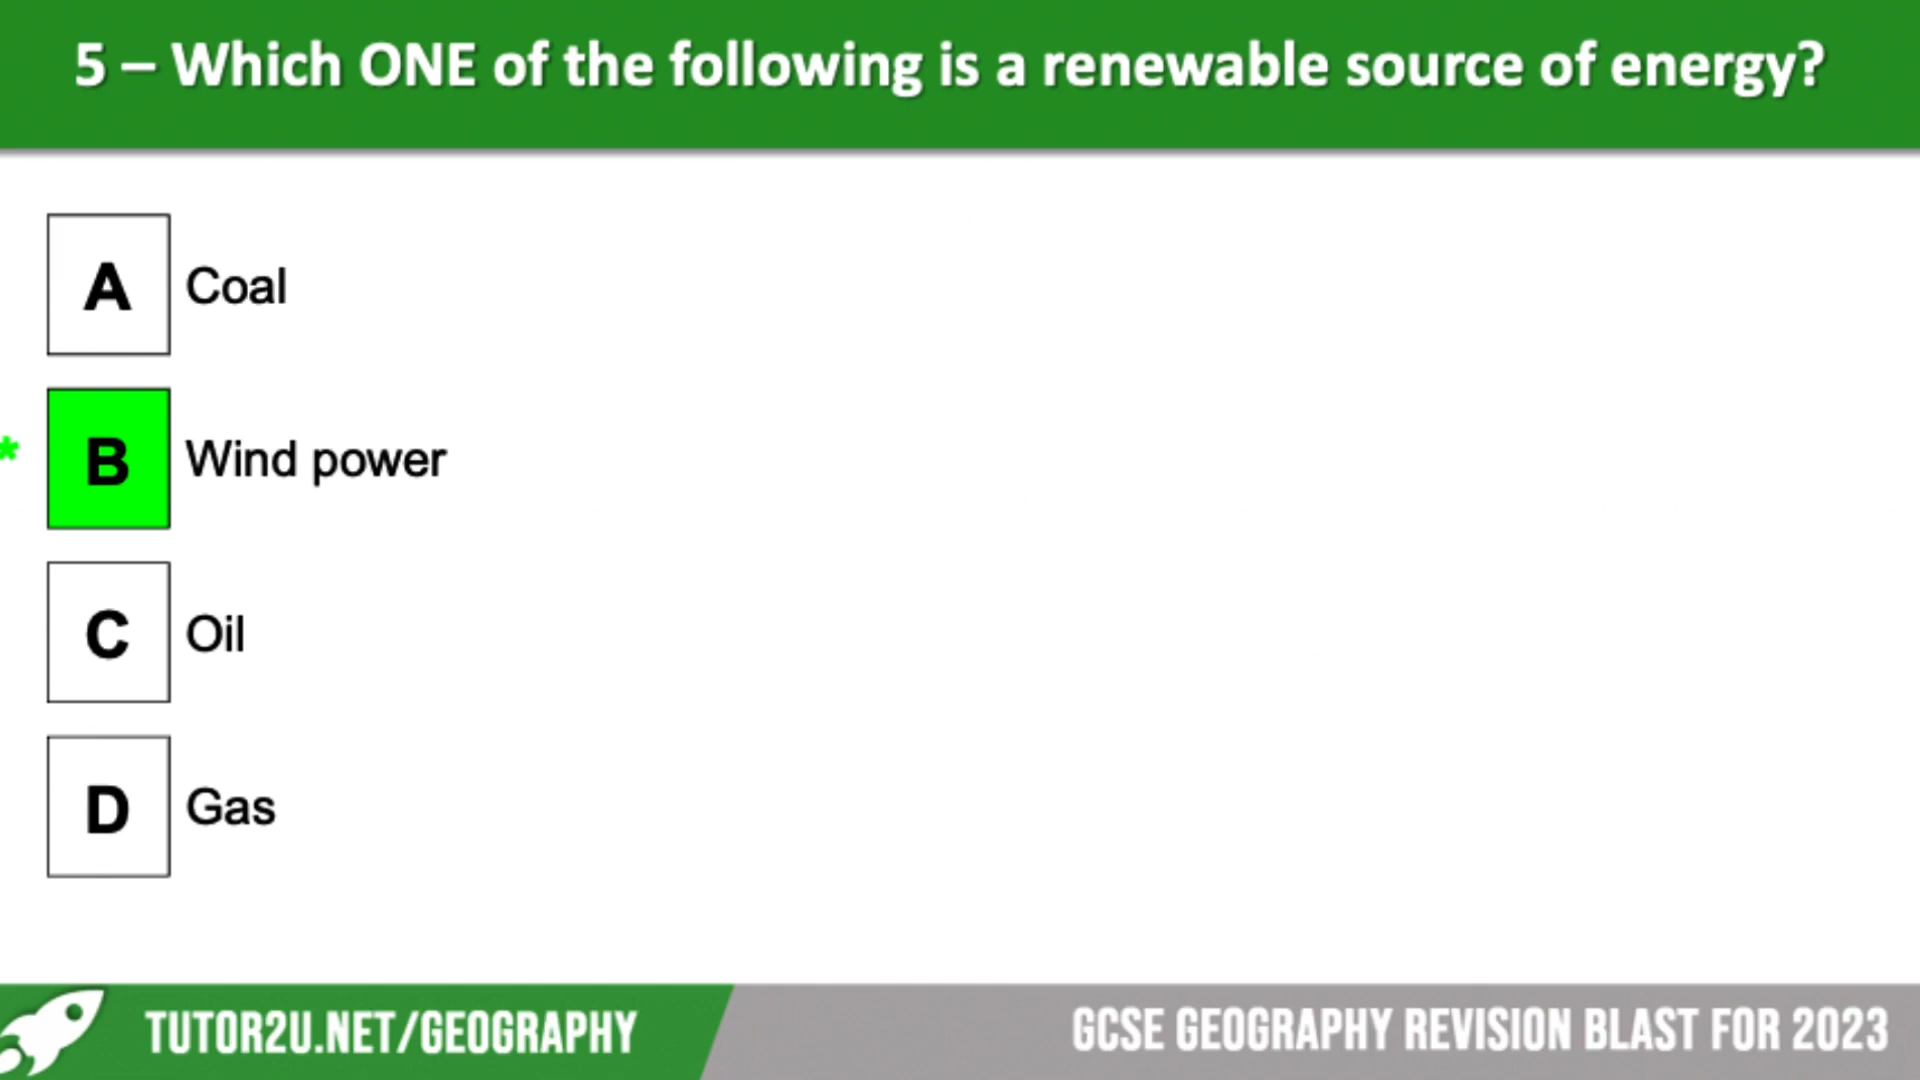 5 – Which ONE of the following is a renewable source of energy?
A Coal
* B Wind power
C Oil
D Gas
TUTOR2U.NET/GEOGRAPHY
GCSE GEOGRAPHY REVISION BLAST FOR 2023